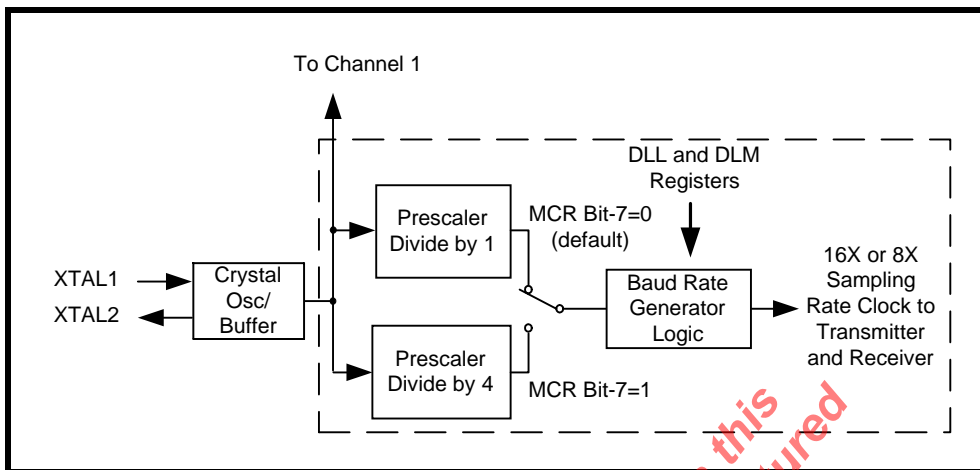 To Channel 1
DLL and DLM
Registers
Prescaler
Divide by 1
MCR Bit-7=0
(default)
XTAL1
XTAL2
Crystal
Osc/
Buffer
Baud Rate
Generator
Logic
16X or 8X
Sampling
Rate Clock to
Transmitter
and Receiver
Prescaler
Divide by 4
MCR Bit-7=1
this